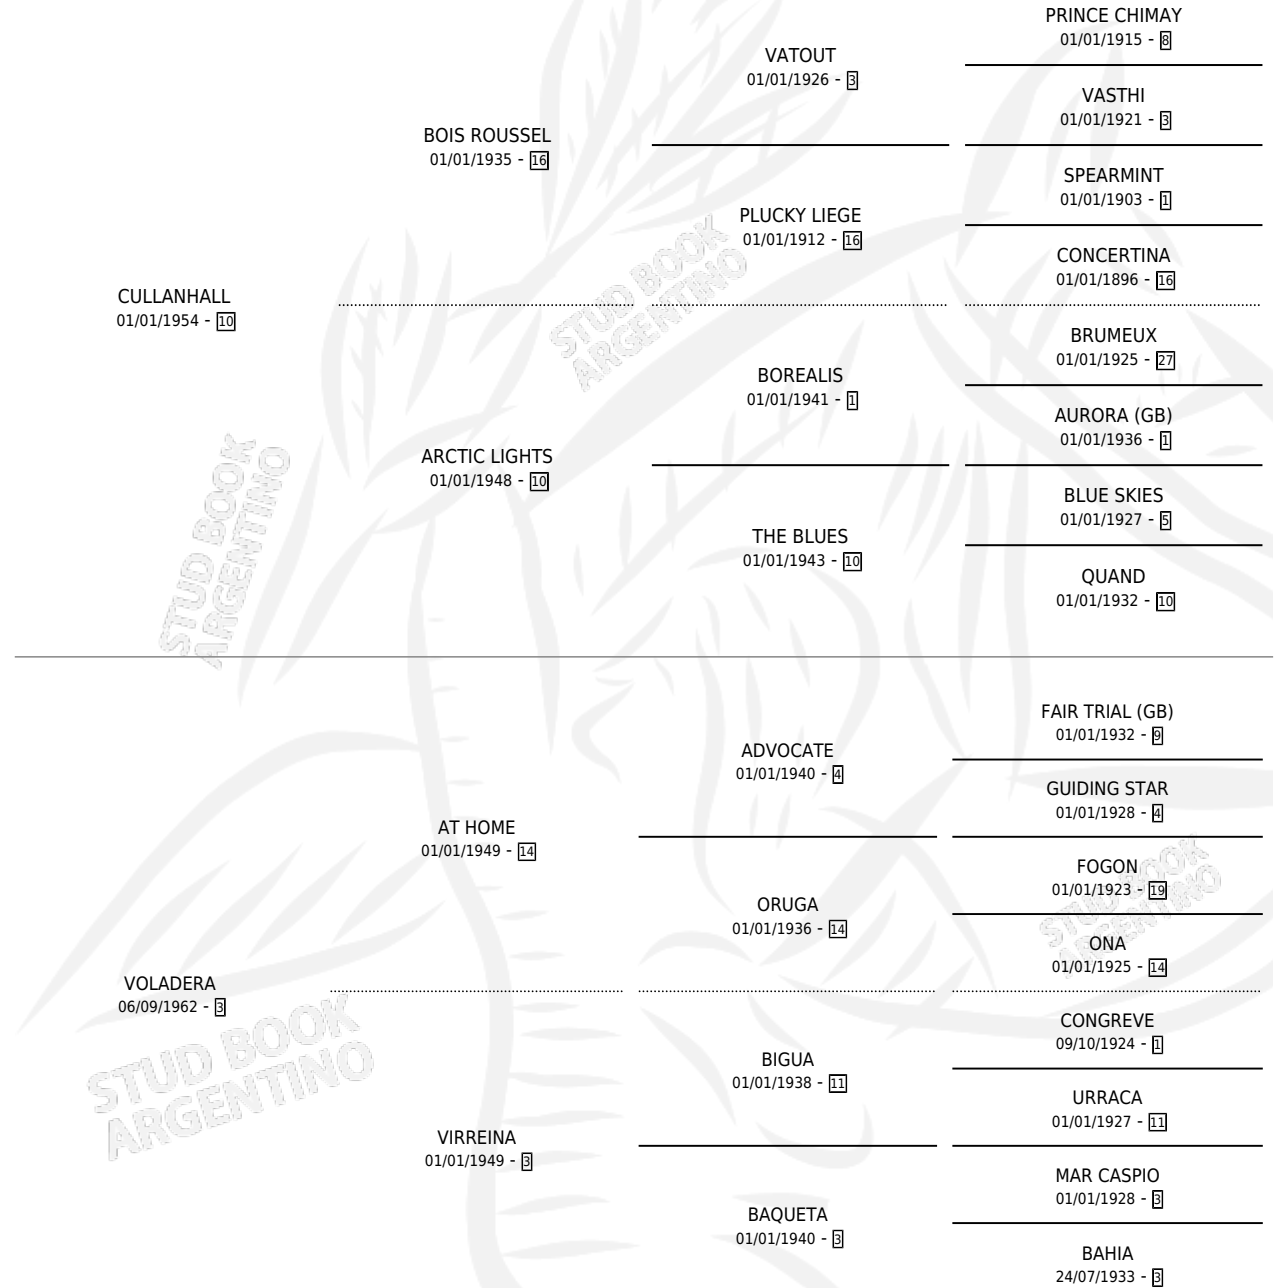 PRINCE CHIMAY
01/01/1915 - 8
VATOUT
01/01/1926 - 3
VASTHI
01/01/1921 - 3
BOIS ROUSSEL
01/01/1935 - 16
SPEARMINT
01/01/1903 - 1
PLUCKY LIEGE
01/01/1912 - 16
CONCERTINA
01/01/1896 - 16
CULLANHALL
01/01/1954 - 10
BRUMEUX
01/01/1925 - 27
BOREALIS
01/01/1941 - 1
AURORA (GB)
01/01/1936 - 1
ARCTIC LIGHTS
01/01/1948 - 10
BLUE SKIES
01/01/1927 - 5
THE BLUES
01/01/1943 - 10
QUAND
01/01/1932 - 10
FAIR TRIAL (GB)
01/01/1932 - 9
ADVOCATE
01/01/1940 - 4
GUIDING STAR
01/01/1928 - 4
AT HOME
01/01/1949 - 14
FOGON
01/01/1923 - 19
ORUGA
01/01/1936 - 14
ONA
01/01/1925 - 14
VOLADERA
06/09/1962 - 3
CONGREVE
09/10/1924 - 1
BIGUA
01/01/1938 - 11
URRACA
01/01/1927 - 11
VIRREINA
01/01/1949 - 3
MAR CASPIO
01/01/1928 - 3
BAQUETA
01/01/1940 - 3
BAHIA
24/07/1933 - 3
STUD BOOK
ARGENTINO
STUD BOOK
ARGENTINO
STUD BOOK
ARGENTINO
STUD BOOK
ARGENTINO